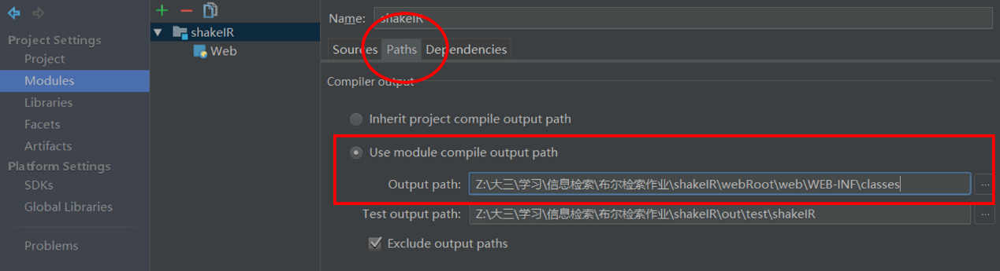 Project Settings
Project
Modules
Libraries
Facets
Artifacts
Platform Settings
SDKs
Global Libraries
Problems
shakeIR
Web
Name: shakeIR
Sources Paths Dependencies
Compiler output
Inherit project compile output path
Use module compile output path
Output path: Z:\大三\学习\信息检索\布尔检索作业\shakeIR\webRoot\web\WEB-INF\classes
Test output path: Z:\大三\学习\信息检索\布尔检索作业\shakeIR\out\test\shakeIR
Exclude output paths